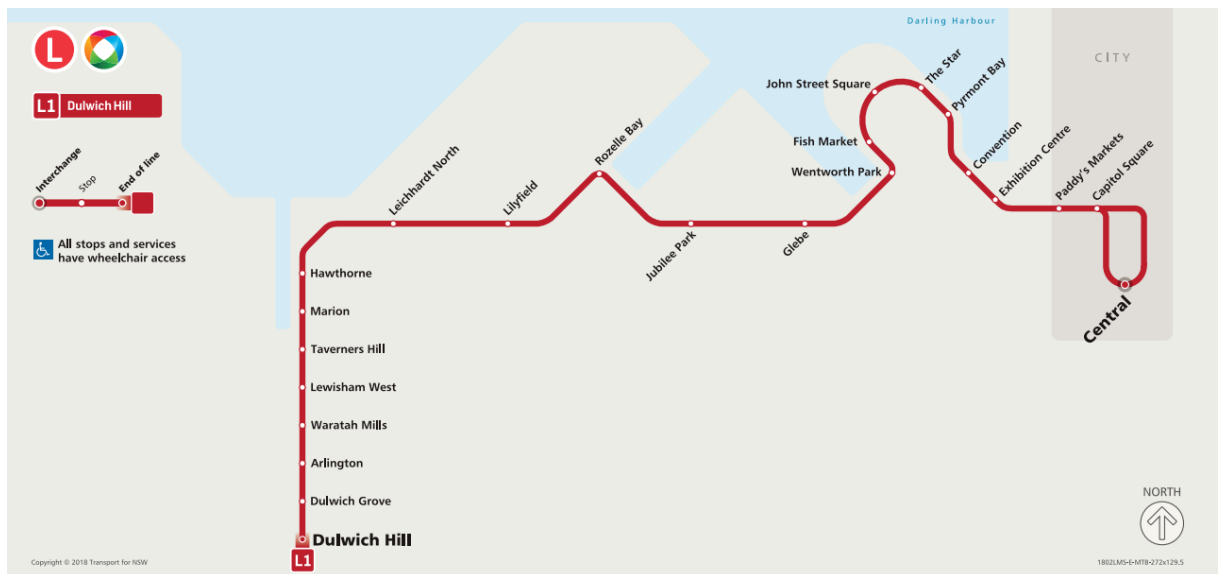 Darling Harbour
CITY
L
L1 Dulwich Hill
Interchange
Stop
End of line
All stops and services
have wheelchair access
Leichhardt North
Lilyfield
Rozelle Bay
Jubilee Park
Glebe
Wentworth Park
Fish Market
John Street Square
The Star
Pyrmont Bay
Convention
Exhibition Centre
Paddy's Markets
Capitol Square
Central
Hawthorne
Marion
Taverners Hill
Lewisham West
Waratah Mills
Arlington
Dulwich Grove
Dulwich Hill
L1
NORTH
Copyright © 2018 Transport for NSW
1802LMS-E-MTB-272x129.5